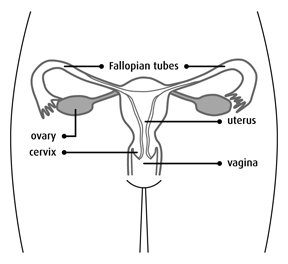 Fallopian tubes
uterus
ovary
cervix
vagina